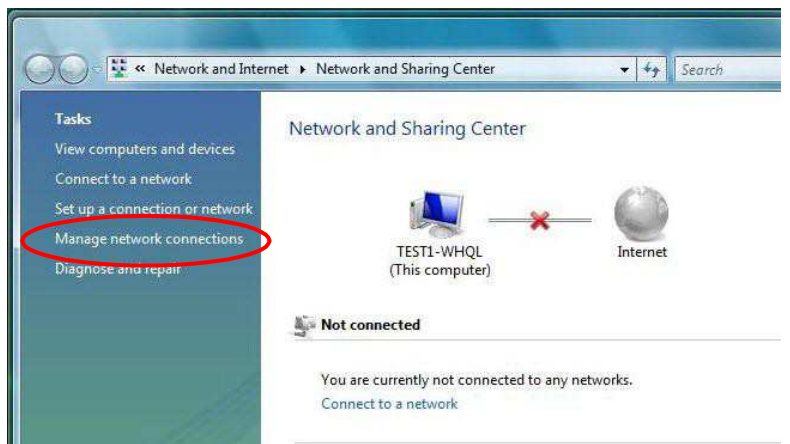 « Network and Internet ▸ Network and Sharing Center
Search
Tasks
View computers and devices
Connect to a network
Set up a connection or network
Manage network connections
Diagnose and repair
Network and Sharing Center
TEST1-WHQL
(This computer)
Internet
Not connected
You are currently not connected to any networks.
Connect to a network